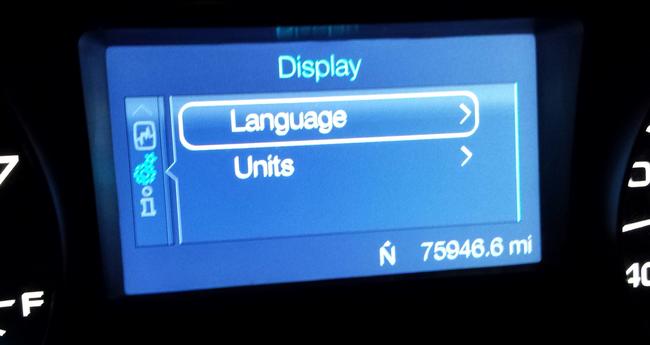 Display
Language
Units
N 75946.6 mi
F